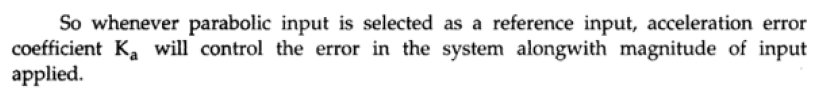 So whenever parabolic input is selected as a reference input, acceleration error
coefficient Kₐ will control the error in the system alongwith magnitude of input
applied.